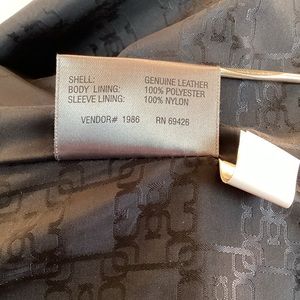 SHELL: GENUINE LEATHER
BODY LINING: 100% POLYESTER
SLEEVE LINING: 100% NYLON
VENDOR# 1986 RN 69426